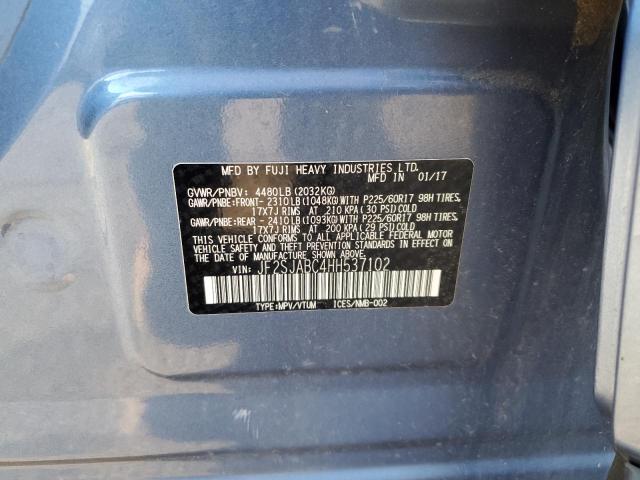 MFD BY FUJI HEAVY INDUSTRIES LTD.
MFD IN 01/17
GVWR/PNBV: 4480LB(2032KG)
GAWR/PNBE:FRONT- 2310LB(1048KG)WITH P225/60R17 98H TIRES,
17X7J RIMS AT 210 KPA(30 PSI)COLD
GAWR/PNBE:REAR - 2410LB(1093KG)WITH P225/60R17 98H TIRES,
17X7J RIMS AT 200 KPA(29 PSI)COLD
THIS VEHICLE CONFORMS TO ALL APPLICABLE FEDERAL MOTOR
VEHICLE SAFETY AND THEFT PREVENTION STANDARDS IN EFFECT
ON THE DATE OF MANUFACTURE SHOWN ABOVE.
VIN: JF2SJABC4HH537102
TYPE:MPV/VTUM ICES/NMB-002